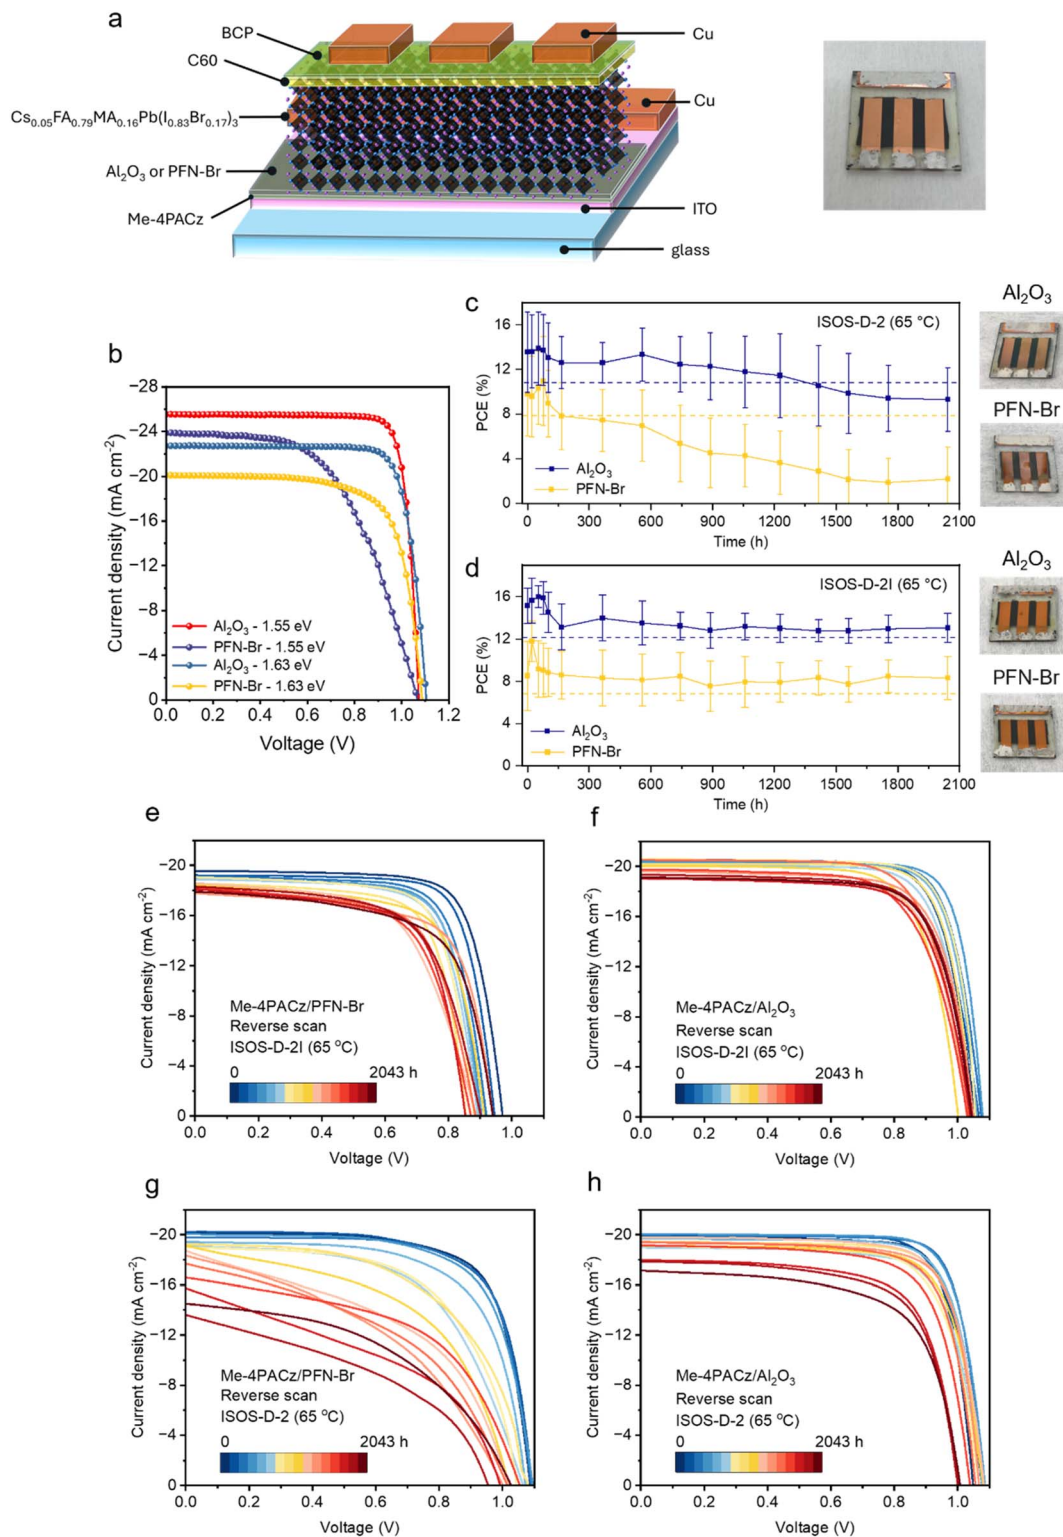 a
BCP
C60
Cs0.05FA0.79MA0.16Pb(I0.83Br0.17)3
Al2O3 or PFN-Br
Me-4PACz
Cu
Cu
ITO
glass
b
Current density (mA cm-2)
−28
−24
−20
−16
−12
−8
−4
0
Al2O3 - 1.55 eV
PFN-Br - 1.55 eV
Al2O3 - 1.63 eV
PFN-Br - 1.63 eV
0.0 0.2 0.4 0.6 0.8 1.0 1.2
Voltage (V)
c
ISOS-D-2 (65 °C)
PCE (%)
16
12
8
4
0
Al2O3
PFN-Br
0 300 600 900 1200 1500 1800 2100
Time (h)
Al2O3
PFN-Br
d
ISOS-D-2I (65 °C)
PCE (%)
16
12
8
4
0
Al2O3
PFN-Br
0 300 600 900 1200 1500 1800 2100
Time (h)
Al2O3
PFN-Br
e
Current density (mA cm-2)
−20
−16
−12
−8
−4
0
Me-4PACz/PFN-Br
Reverse scan
ISOS-D-2I (65 °C)
0 2043 h
0.0 0.2 0.4 0.6 0.8 1.0
Voltage (V)
f
Current density (mA cm-2)
−20
−16
−12
−8
−4
0
Me-4PACz/Al2O3
Reverse scan
ISOS-D-2I (65 °C)
0 2043 h
0.0 0.2 0.4 0.6 0.8 1.0
Voltage (V)
g
Current density (mA cm-2)
−20
−16
−12
−8
−4
0
Me-4PACz/PFN-Br
Reverse scan
ISOS-D-2 (65 °C)
0 2043 h
0.0 0.2 0.4 0.6 0.8 1.0
Voltage (V)
h
Current density (mA cm-2)
−20
−16
−12
−8
−4
0
Me-4PACz/Al2O3
Reverse scan
ISOS-D-2 (65 °C)
0 2043 h
0.0 0.2 0.4 0.6 0.8 1.0
Voltage (V)